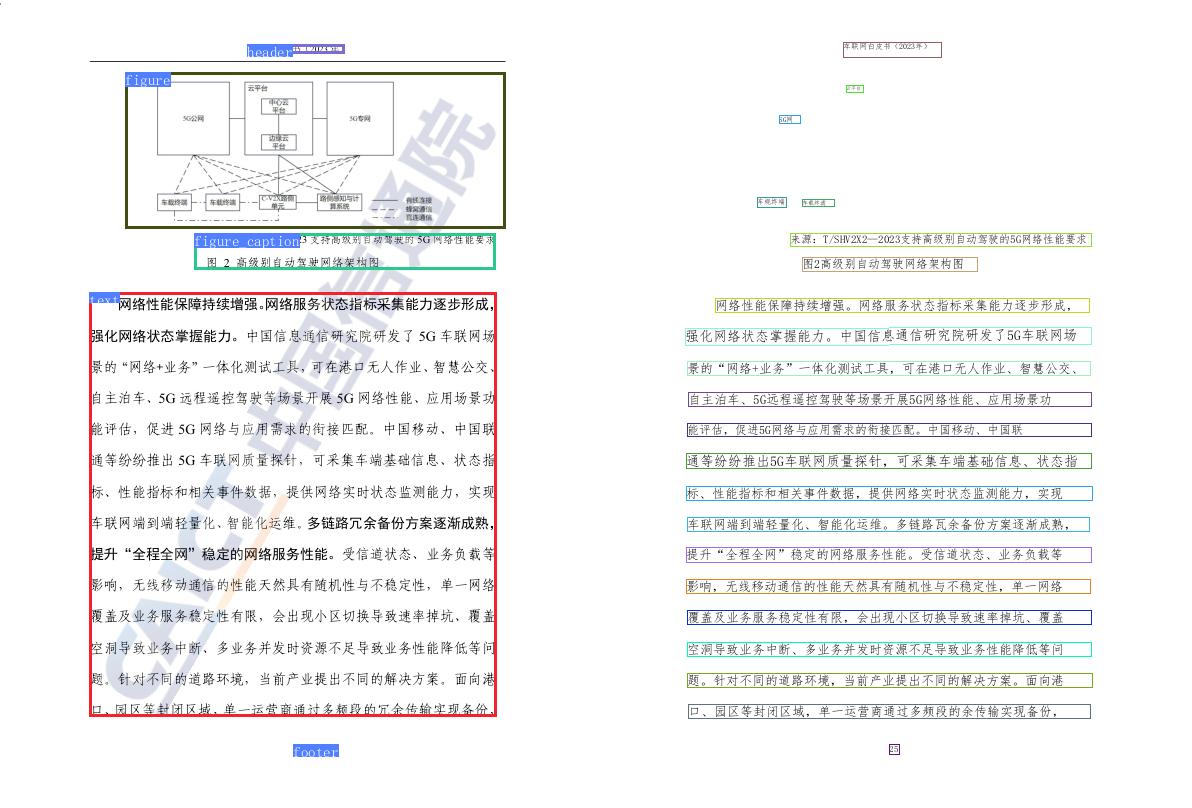 header
figure
云平台
中心云
平台
5G公网
5G专网
边缘云
平台
车载终端
车载终端
C-V2X路侧
单元
路侧感知与计
算系统
有线连接
蜂窝通信
直连通信
figure_caption
3 支持高级别自动驾驶的 5G 网络性能要求
图 2 高级别自动驾驶网络架构图
text
网络性能保障持续增强。网络服务状态指标采集能力逐步形成，
强化网络状态掌握能力。中国信息通信研究院研发了 5G 车联网场
景的“网络+业务”一体化测试工具，可在港口无人作业、智慧公交、
自主泊车、5G 远程遥控驾驶等场景开展 5G 网络性能、应用场景功
能评估，促进 5G 网络与应用需求的衔接匹配。中国移动、中国联
通等纷纷推出 5G 车联网质量探针，可采集车端基础信息、状态指
标、性能指标和相关事件数据，提供网络实时状态监测能力，实现
车联网端到端轻量化、智能化运维。多链路冗余备份方案逐渐成熟，
提升“全程全网”稳定的网络服务性能。受信道状态、业务负载等
影响，无线移动通信的性能天然具有随机性与不稳定性，单一网络
覆盖及业务服务稳定性有限，会出现小区切换导致速率掉坑、覆盖
空洞导致业务中断、多业务并发时资源不足导致业务性能降低等问
题。针对不同的道路环境，当前产业提出不同的解决方案。面向港
口、园区等封闭区域，单一运营商通过多频段的冗余传输实现备份，
footer
CAICT 中国信通院
车联网白皮书（2023年）
云平台
5G网
车规终端
车载终通
来源：T/SHV2X2—2023支持高级别自动驾驶的5G网络性能要求
图2高级别自动驾驶网络架构图
网络性能保障持续增强。网络服务状态指标采集能力逐步形成，
强化网络状态掌握能力。中国信息通信研究院研发了5G车联网场
景的“网络+业务”一体化测试工具，可在港口无人作业、智慧公交、
自主泊车、5G远程遥控驾驶等场景开展5G网络性能、应用场景功
能评估，促进5G网络与应用需求的衔接匹配。中国移动、中国联
通等纷纷推出5G车联网质量探针，可采集车端基础信息、状态指
标、性能指标和相关事件数据，提供网络实时状态监测能力，实现
车联网端到端轻量化、智能化运维。多链路瓦余备份方案逐渐成熟，
提升“全程全网”稳定的网络服务性能。受信道状态、业务负载等
影响，无线移动通信的性能天然具有随机性与不稳定性，单一网络
覆盖及业务服务稳定性有限，会出现小区切换导致速率掉坑、覆盖
空洞导致业务中断、多业务并发时资源不足导致业务性能降低等问
题。针对不同的道路环境，当前产业提出不同的解决方案。面向港
口、园区等封闭区域，单一运营商通过多频段的余传输实现备份，
25